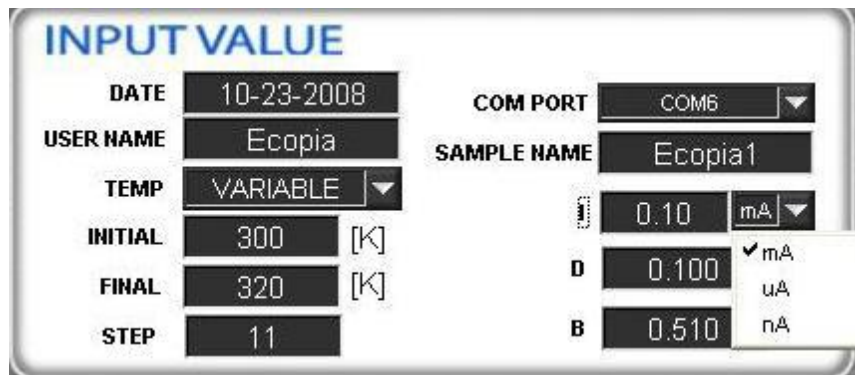 INPUT VALUE
DATE 10-23-2008
USER NAME Ecopia
TEMP VARIABLE
INITIAL 300 [K]
FINAL 320 [K]
STEP 11
COM PORT COM6
SAMPLE NAME Ecopia1
I 0.10 mA
D 0.100
B 0.510
mA
uA
nA